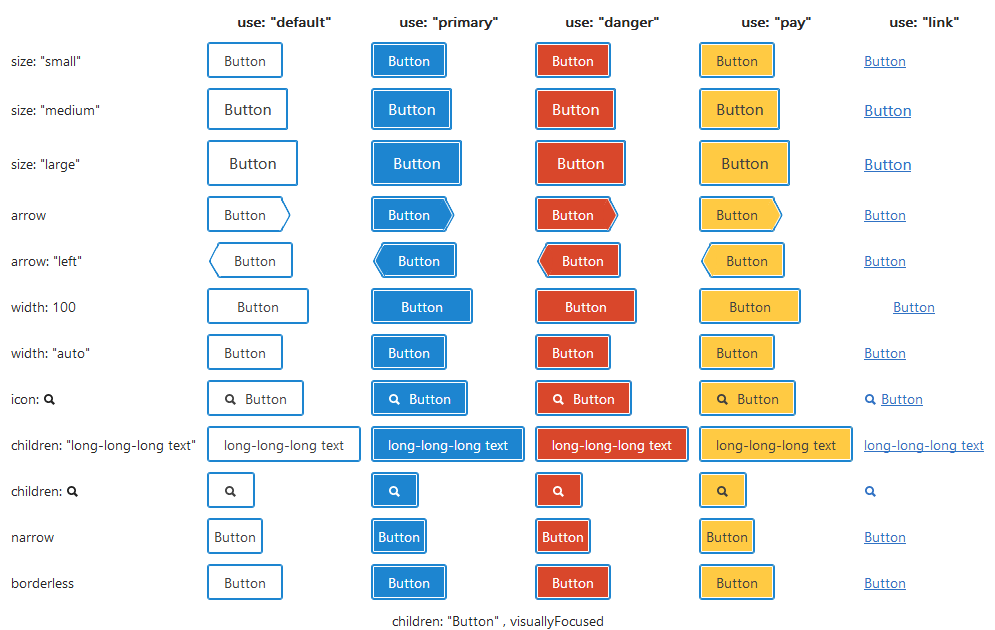 use: "default" use: "primary" use: "danger" use: "pay" use: "link"
size: "small" Button Button Button Button Button
size: "medium" Button Button Button Button Button
size: "large" Button Button Button Button Button
arrow Button Button Button Button Button
arrow: "left" Button Button Button Button Button
width: 100 Button Button Button Button Button
width: "auto" Button Button Button Button Button
icon: Button Button Button Button Button
children: "long-long-long text" long-long-long text long-long-long text long-long-long text long-long-long text long-long-long text
children:
narrow Button Button Button Button Button
borderless Button Button Button Button Button
children: "Button" , visuallyFocused